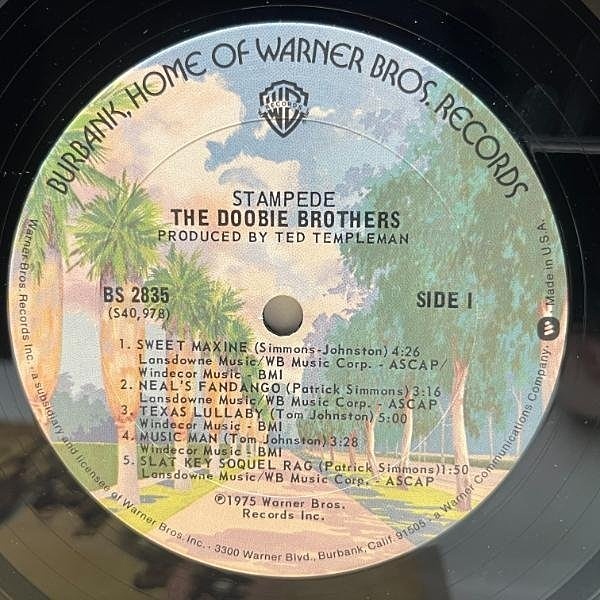 BURBANK, HOME OF WARNER BROS. RECORDS
WB
RECORDS
STAMPEDE
THE DOOBIE BROTHERS
PRODUCED BY TED TEMPLEMAN
BS 2835
SIDE 1
(S40,978)
1. SWEET MAXINE (Simmons-Johnston) 4:26
Lansdowne Music/WB Music Corp. - ASCAP/
Windecor Music - BMI
2. NEAL'S FANDANGO (Patrick Simmons) 3:16
Lansdowne Music/WB Music Corp. - ASCAP
3. TEXAS LULLABY (Tom Johnston) 5:00
Windecor Music - BMI
4. MUSIC MAN (Tom Johnston) 3:28
Windecor Music - BMI
5. SLAT KEY SOQUEL RAG (Patrick Simmons) 1:50
Lansdowne Music/WB Music Corp. - ASCAP
℗1975 Warner Bros.
Records Inc.
Warner Bros. Records Inc. · a subsidiary and licensee of Warner Bros. Inc. · 3300 Warner Blvd., Burbank, Calif. 91505 · a Warner Communications Company · Made in U.S.A.